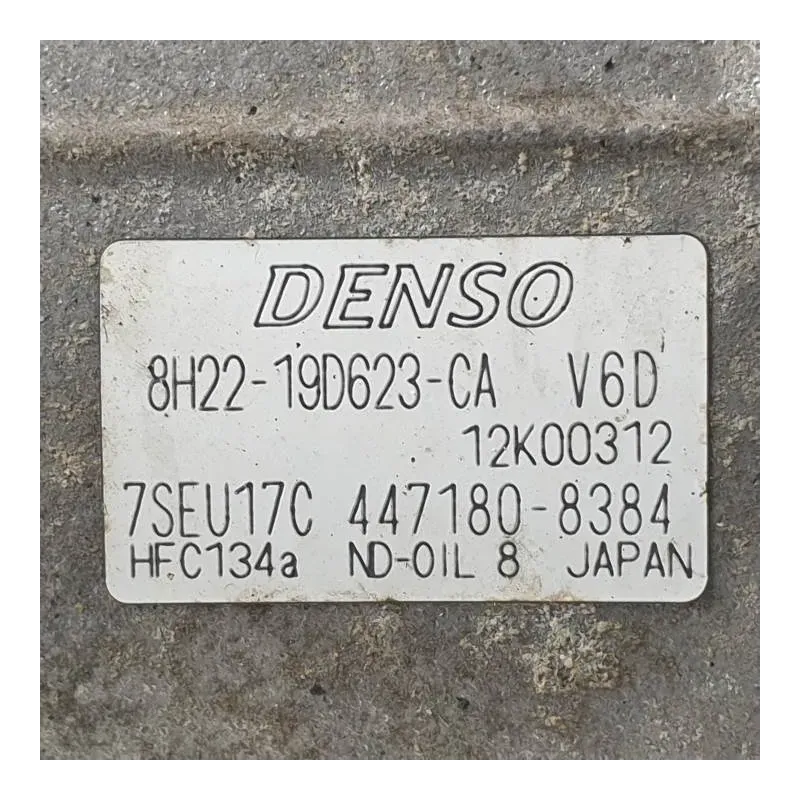 DENSO
8H22-19D623-CA V6D
12K00312
7SEU17C 447180-8384
HFC134a ND-OIL 8 JAPAN